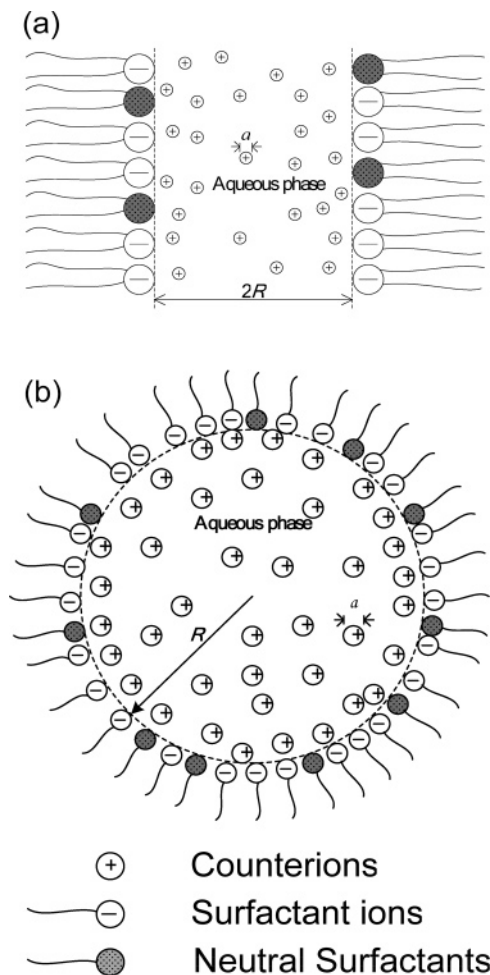 (a)
a
Aqueous phase
2R
(b)
Aqueous phase
a
R
Counterions
Surfactant ions
Neutral Surfactants